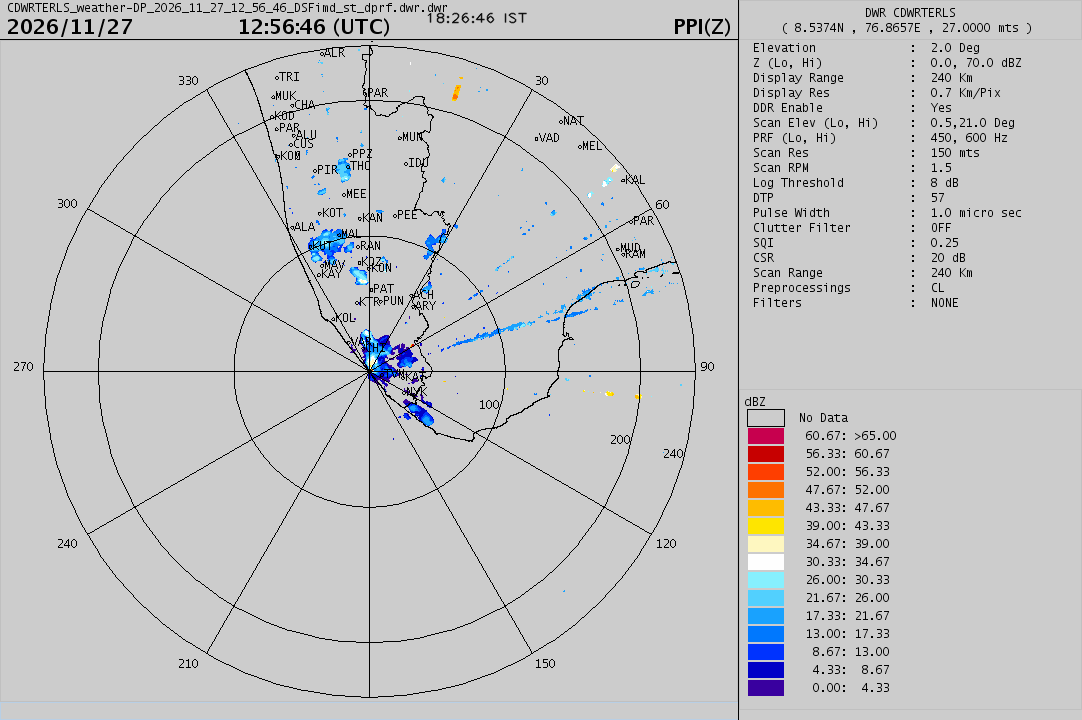 CDWRTERLS_weather-DP_2026_11_27_12_56_46_DSFimd_st_dprf.dwr.dwr
2026/11/27 12:56:46 (UTC) 18:26:46 IST PPI(Z)
DWR CDWRTERLS
( 8.5374N , 76.8657E , 27.0000 mts )
Elevation : 2.0 Deg
Z (Lo, Hi) : 0.0, 70.0 dBZ
Display Range : 240 Km
Display Res : 0.7 Km/Pix
DDR Enable : Yes
Scan Elev (Lo, Hi) : 0.5,21.0 Deg
PRF (Lo, Hi) : 450, 600 Hz
Scan Res : 150 mts
Scan RPM : 1.5
Log Threshold : 8 dB
DTP : 57
Pulse Width : 1.0 micro sec
Clutter Filter : OFF
SQI : 0.25
CSR : 20 dB
Scan Range : 240 Km
Preprocessings : CL
Filters : NONE
dBZ
No Data
60.67: >65.00
56.33: 60.67
52.00: 56.33
47.67: 52.00
43.33: 47.67
39.00: 43.33
34.67: 39.00
30.33: 34.67
26.00: 30.33
21.67: 26.00
17.33: 21.67
13.00: 17.33
8.67: 13.00
4.33: 8.67
0.00: 4.33
ALR
TRI
330
30
MUK
PAR
CHA
KOD
NAT
PAR
ALU
MUN
VAD
CUS
MEL
KOM
PPZ
PIR
THO
IDU
KAL
MEE
300
60
KOT
KAN
PEE
PAR
ALA
MAL
KUT
RAN
MUD
KAM
MAV
KOZ
KON
KAY
PAT
ACH
KTR
PUN
ARY
KOL
270
90
NYK
100
200
240
240
120
210
150